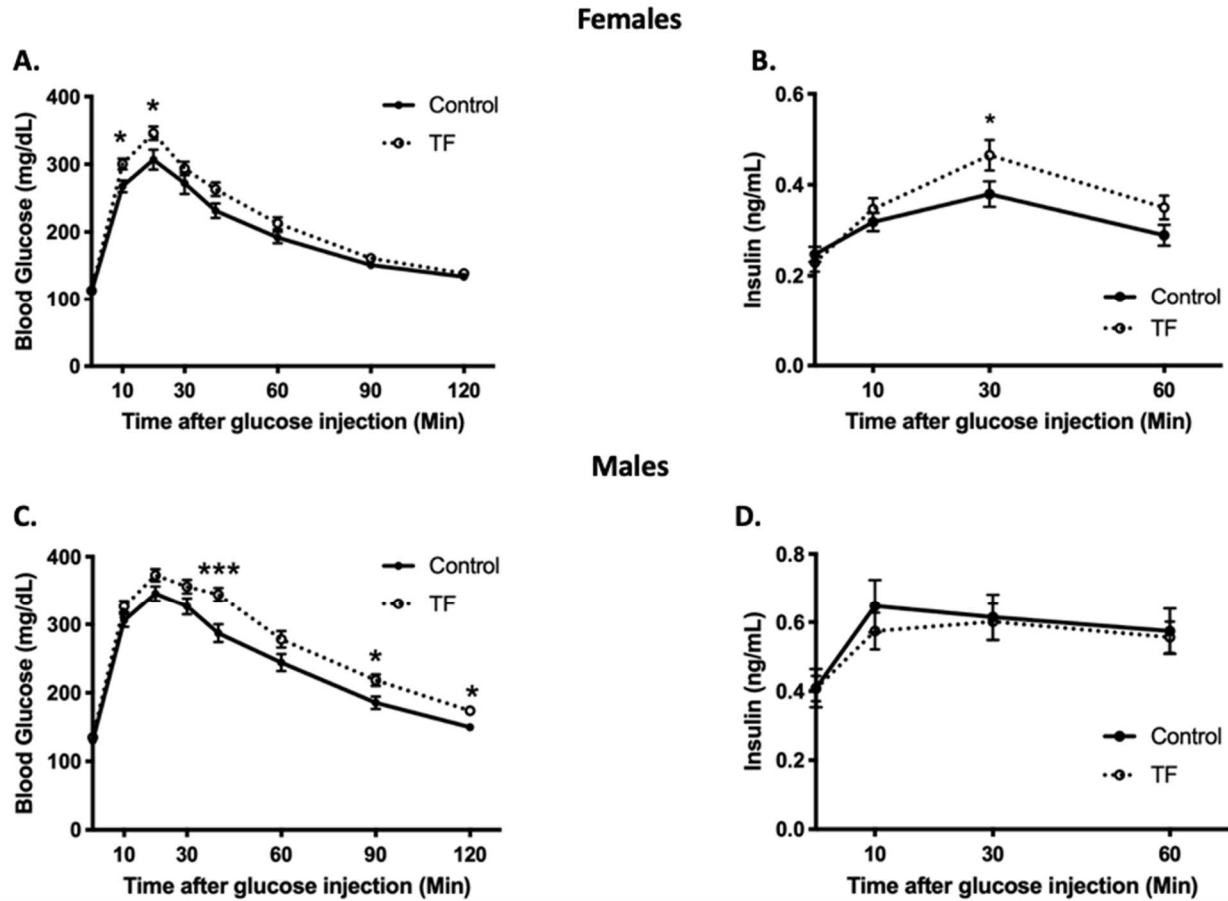 Females
A.
Blood Glucose (mg/dL)
400
300
200
100
0
* *
Control
TF
10 30 60 90 120
Time after glucose injection (Min)
B.
Insulin (ng/mL)
0.6
0.4
0.2
0.0
*
Control
TF
10 30 60
Time after glucose injection (Min)
Males
C.
Blood Glucose (mg/dL)
400
300
200
100
0
*** * *
Control
TF
10 30 60 90 120
Time after glucose injection (Min)
D.
Insulin (ng/mL)
0.8
0.6
0.4
0.2
0.0
Control
TF
10 30 60
Time after glucose injection (Min)